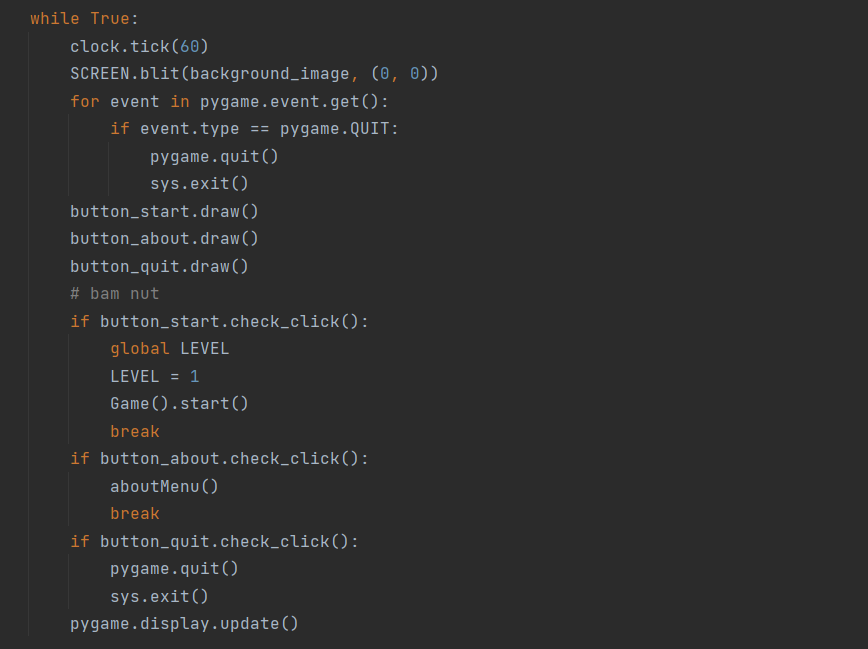 while True:
    clock.tick(60)
    SCREEN.blit(background_image, (0, 0))
    for event in pygame.event.get():
        if event.type == pygame.QUIT:
            pygame.quit()
            sys.exit()
    button_start.draw()
    button_about.draw()
    button_quit.draw()
    # bam nut
    if button_start.check_click():
        global LEVEL
        LEVEL = 1
        Game().start()
        break
    if button_about.check_click():
        aboutMenu()
        break
    if button_quit.check_click():
        pygame.quit()
        sys.exit()
    pygame.display.update()